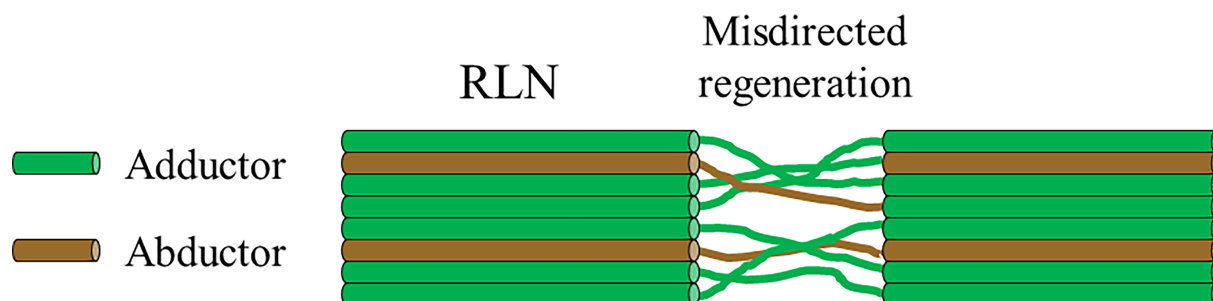 Misdirected
regeneration
RLN
Adductor
Abductor